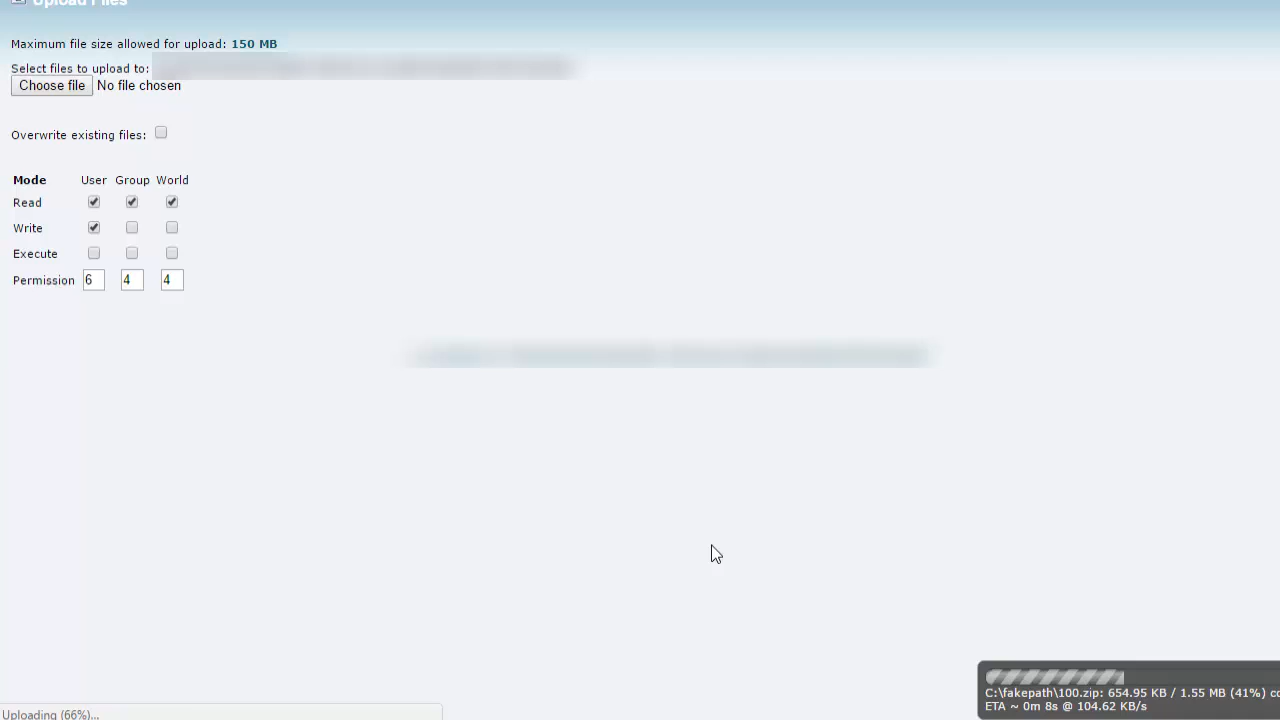 Upload Files
Maximum file size allowed for upload: 150 MB
Select files to upload to:
Choose file No file chosen
Overwrite existing files:
Mode User Group World
Read
Write
Execute
Permission 6 4 4
C:\fakepath\100.zip: 654.95 KB / 1.55 MB (41%)
ETA ~ 0m 8s @ 104.62 KB/s
Uploading (66%)...